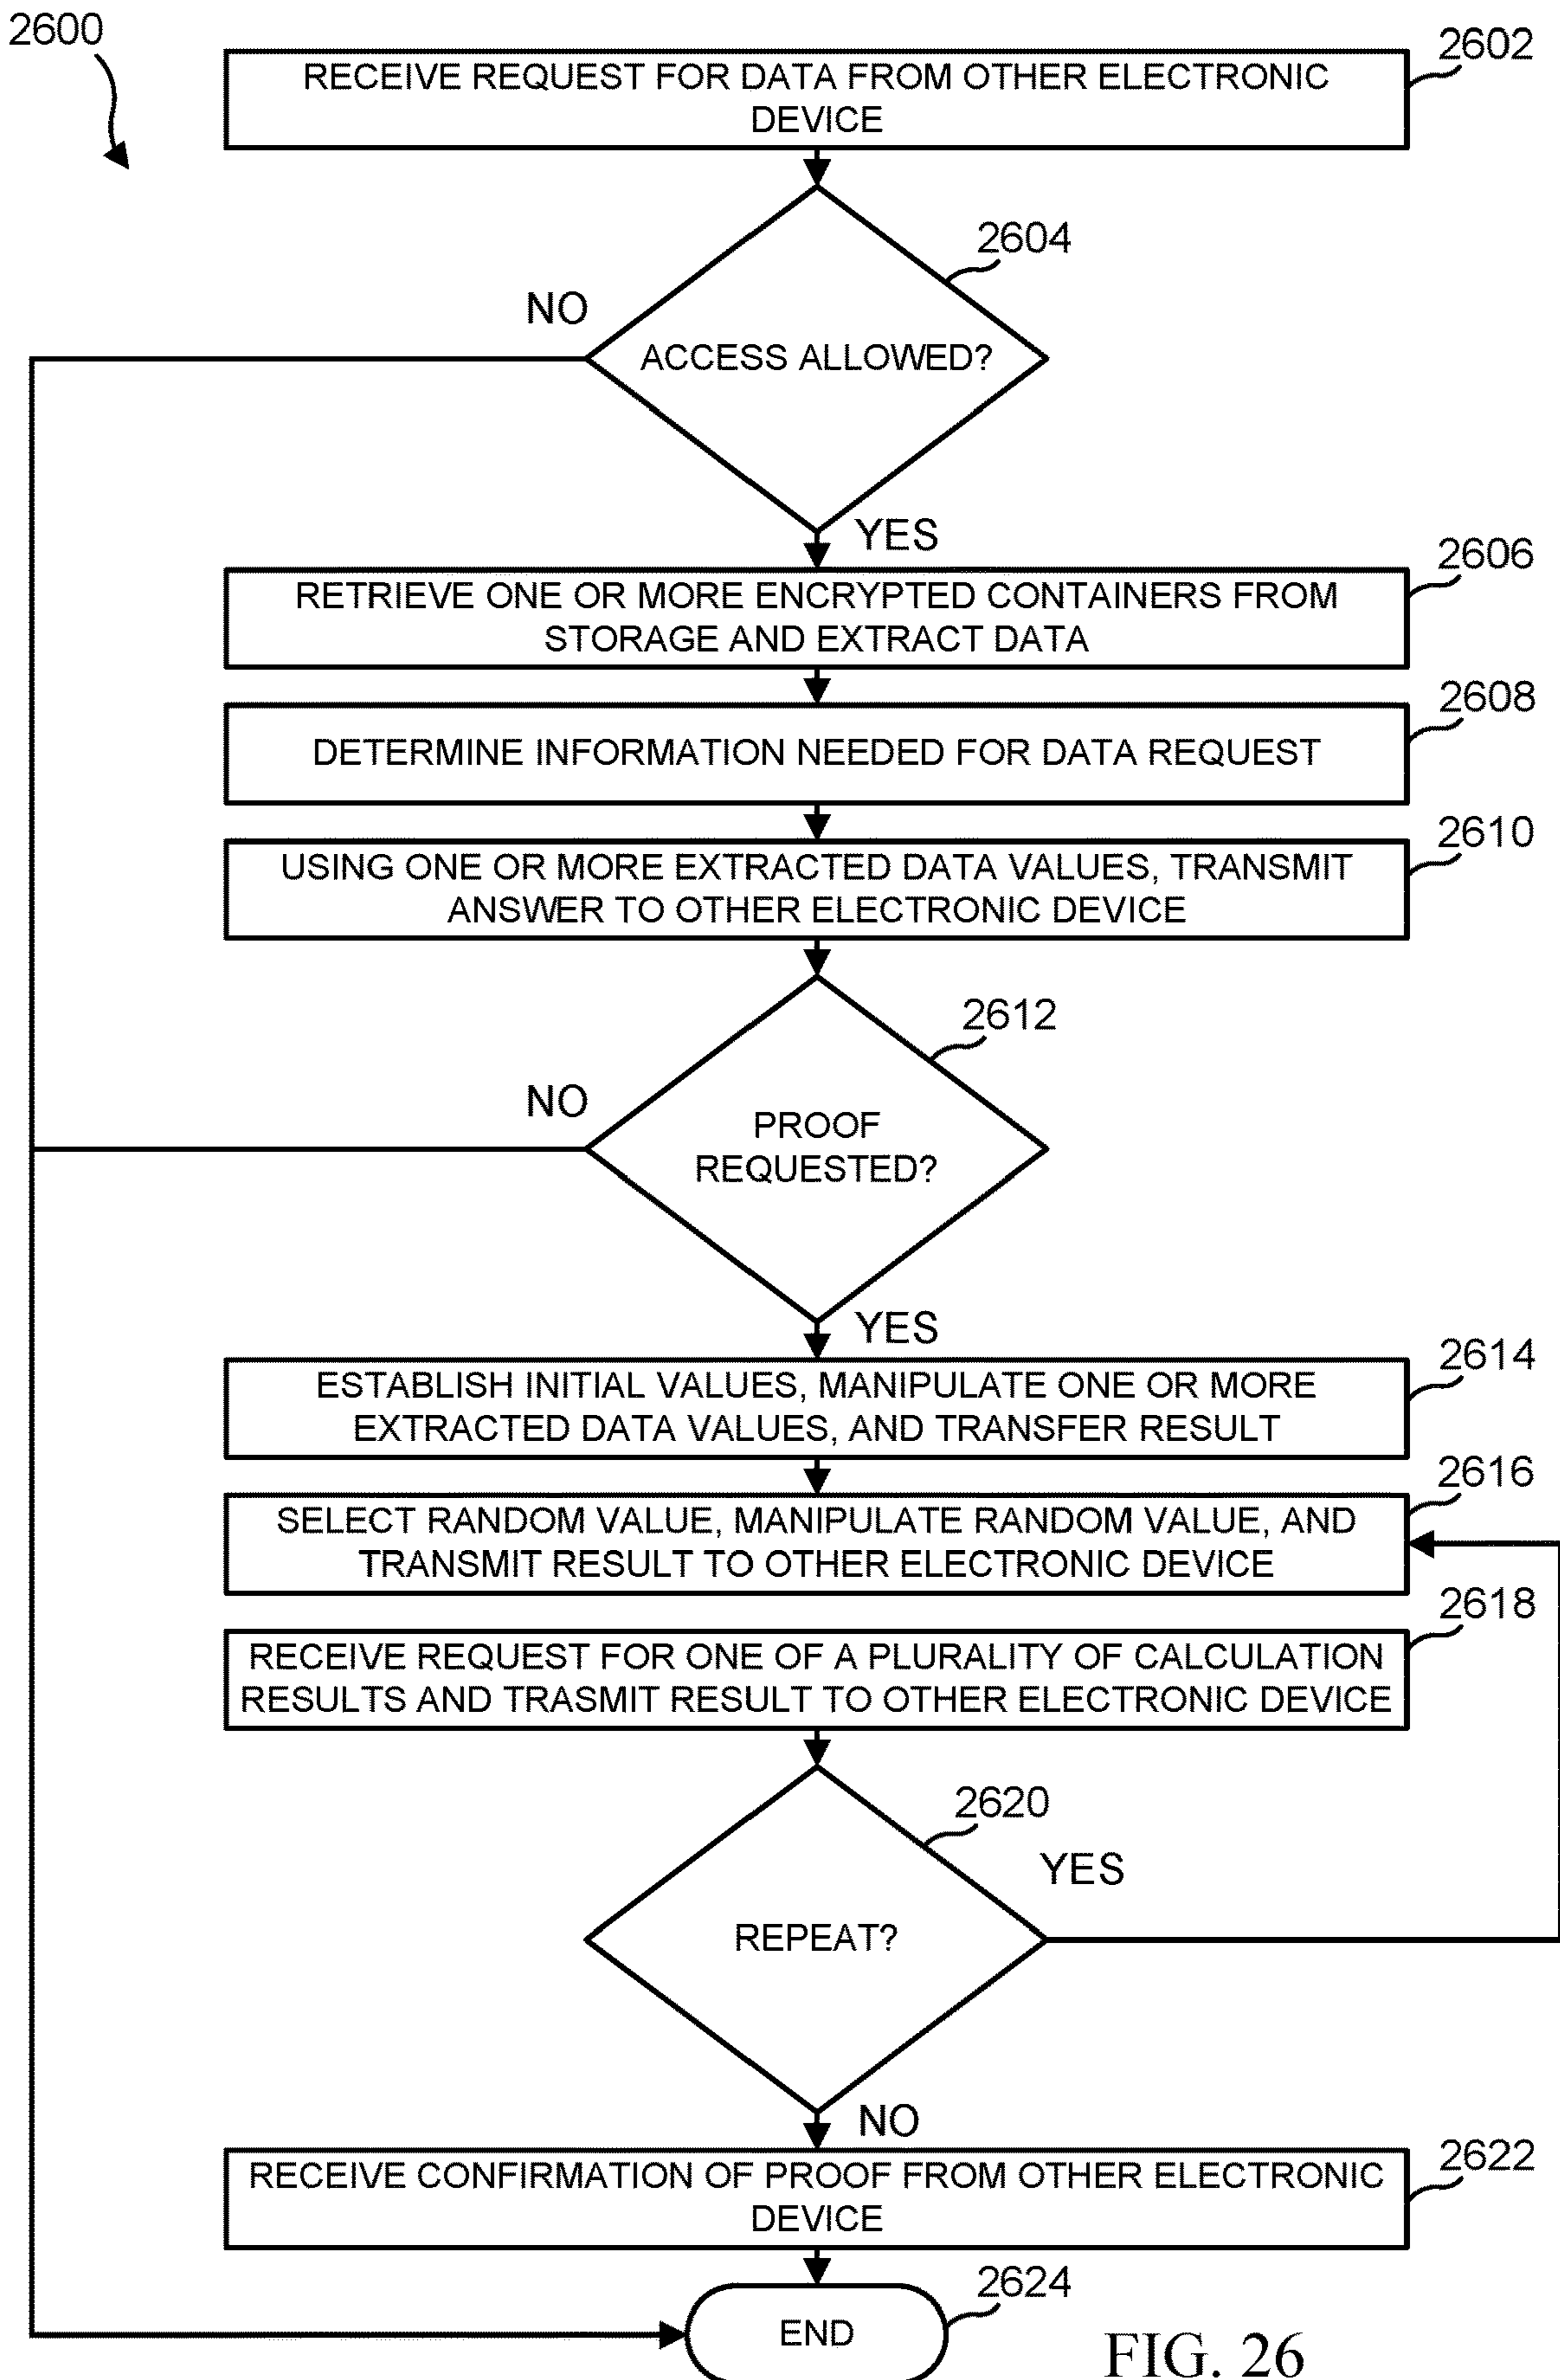 2600
RECEIVE REQUEST FOR DATA FROM OTHER ELECTRONIC
DEVICE
2602
2604
NO
ACCESS ALLOWED?
YES
RETRIEVE ONE OR MORE ENCRYPTED CONTAINERS FROM
STORAGE AND EXTRACT DATA
2606
DETERMINE INFORMATION NEEDED FOR DATA REQUEST
2608
USING ONE OR MORE EXTRACTED DATA VALUES, TRANSMIT
ANSWER TO OTHER ELECTRONIC DEVICE
2610
2612
NO
PROOF
REQUESTED?
YES
ESTABLISH INITIAL VALUES, MANIPULATE ONE OR MORE
EXTRACTED DATA VALUES, AND TRANSFER RESULT
2614
SELECT RANDOM VALUE, MANIPULATE RANDOM VALUE, AND
TRANSMIT RESULT TO OTHER ELECTRONIC DEVICE
2616
RECEIVE REQUEST FOR ONE OF A PLURALITY OF CALCULATION
RESULTS AND TRASMIT RESULT TO OTHER ELECTRONIC DEVICE
2618
2620
YES
REPEAT?
NO
RECEIVE CONFIRMATION OF PROOF FROM OTHER ELECTRONIC
DEVICE
2622
2624
END
FIG. 26